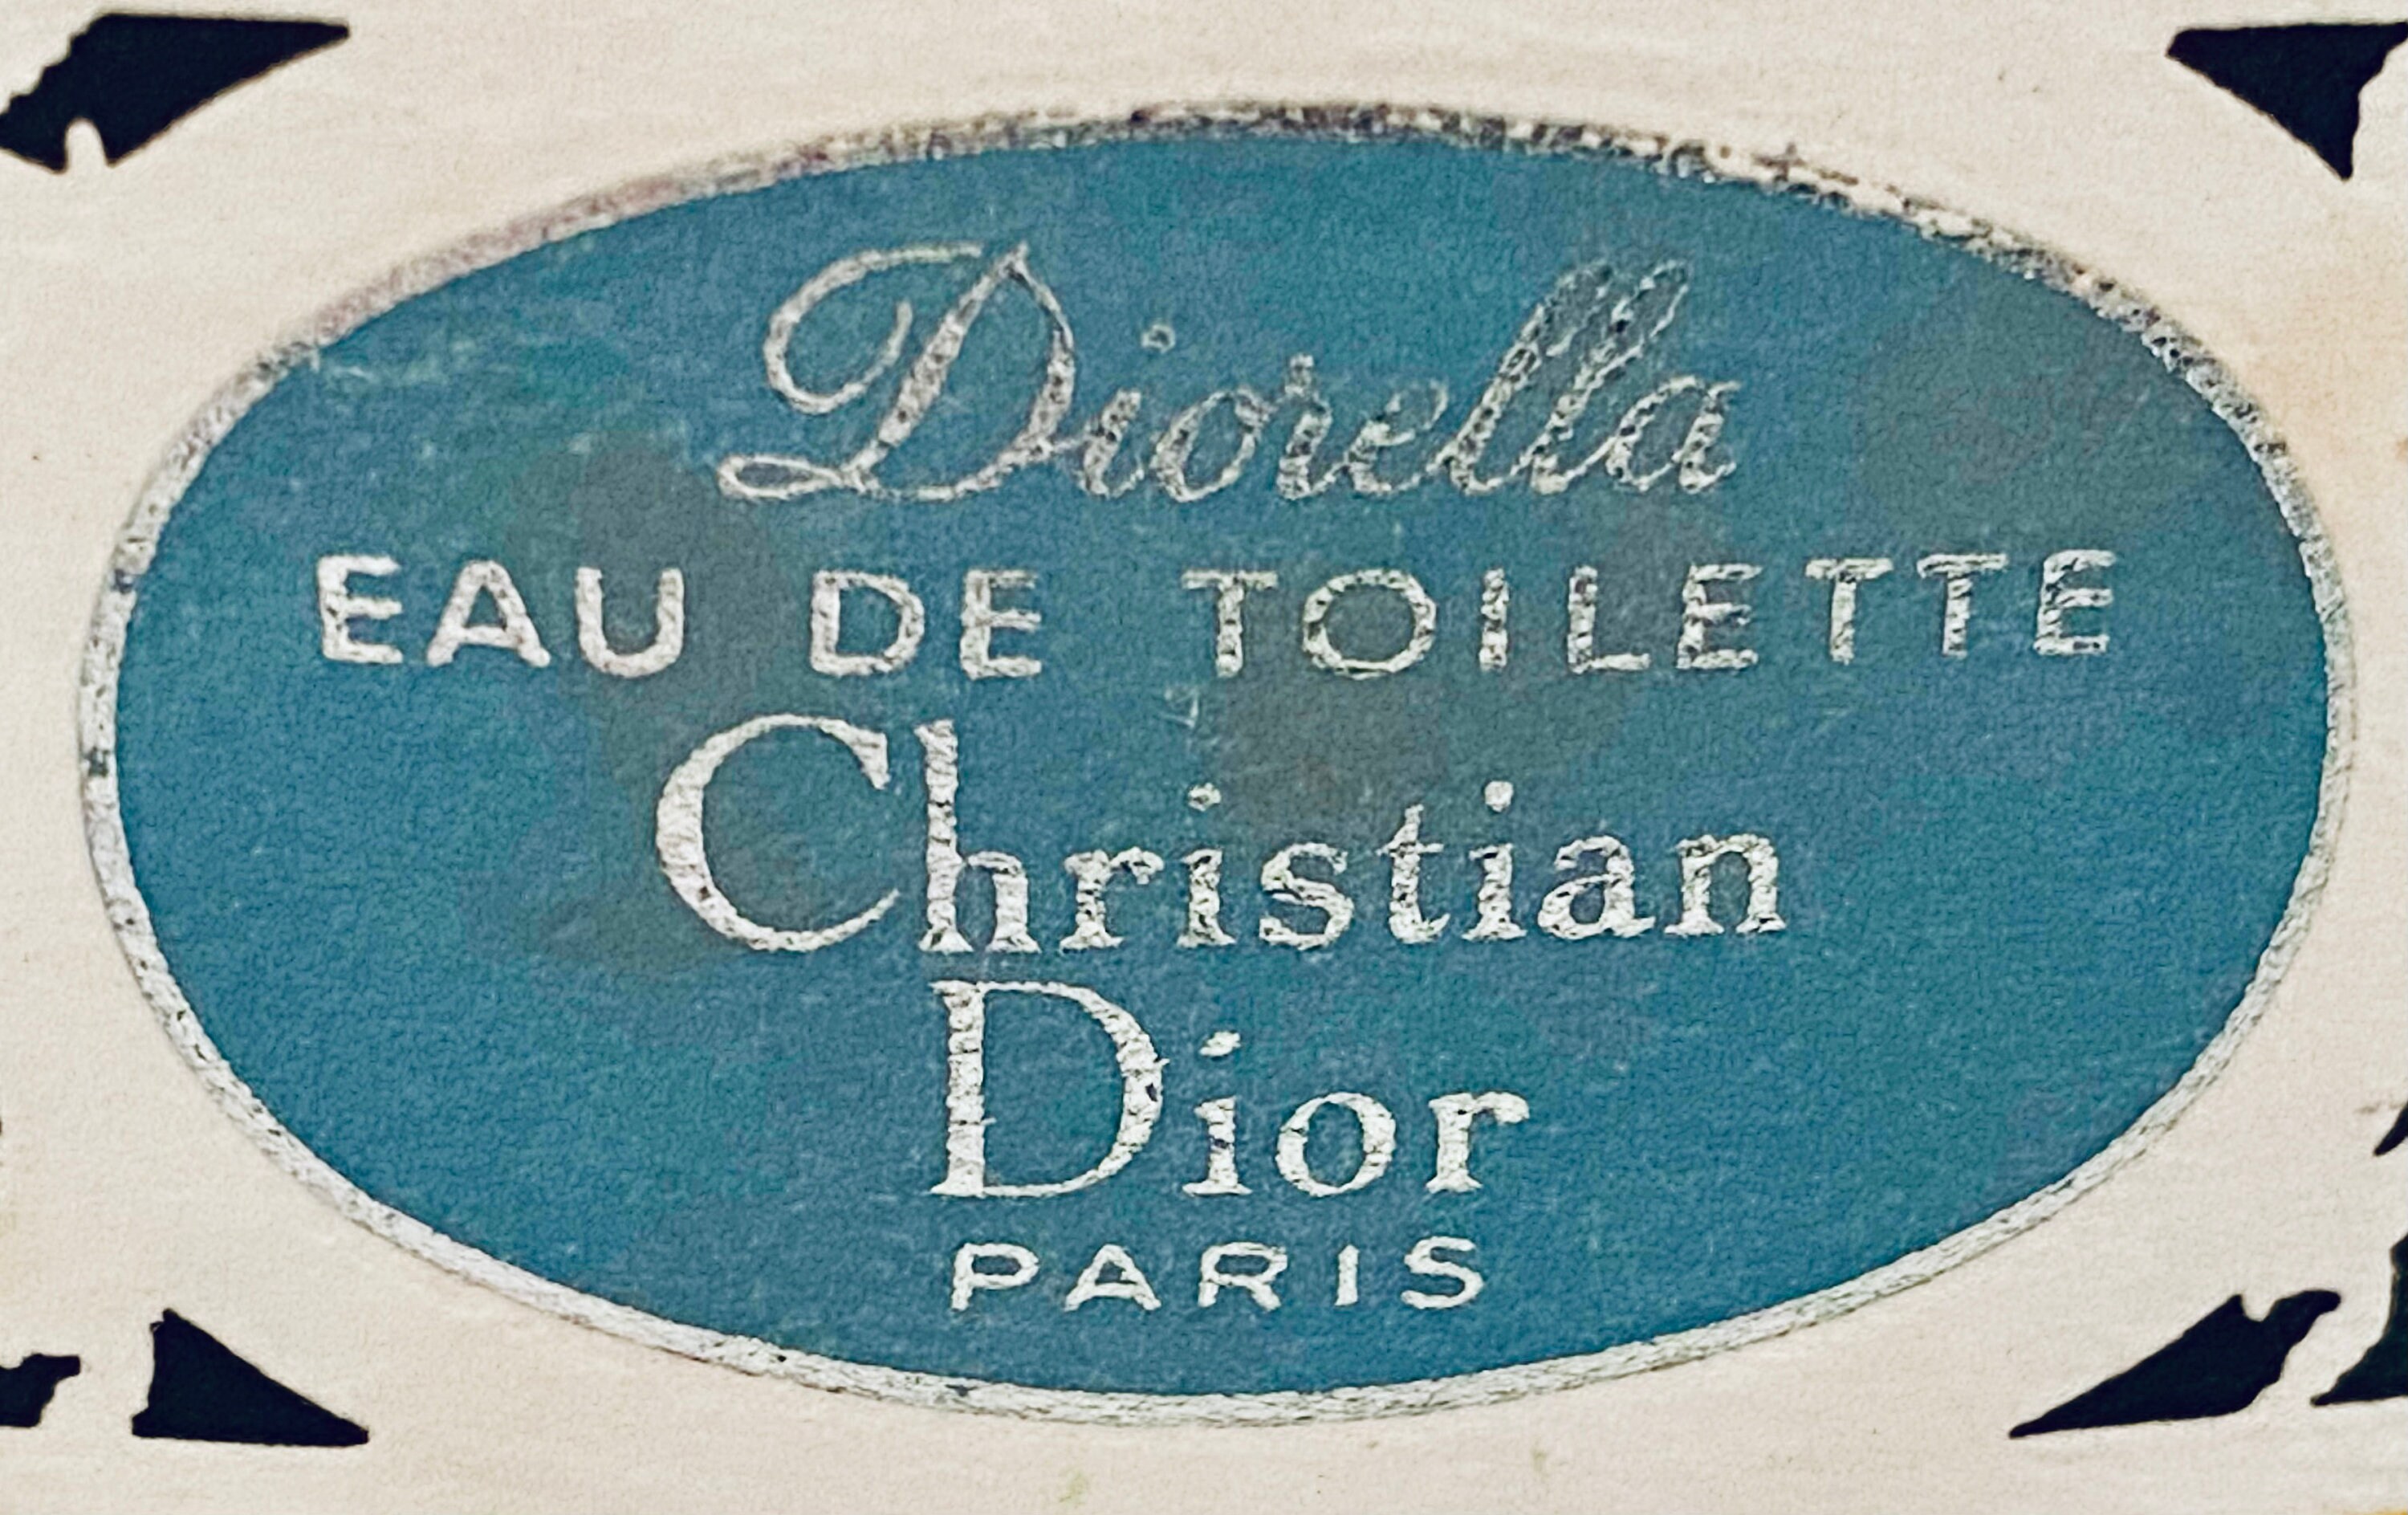 Diorella
EAU DE TOILETTE
Christian
Dior
PARIS